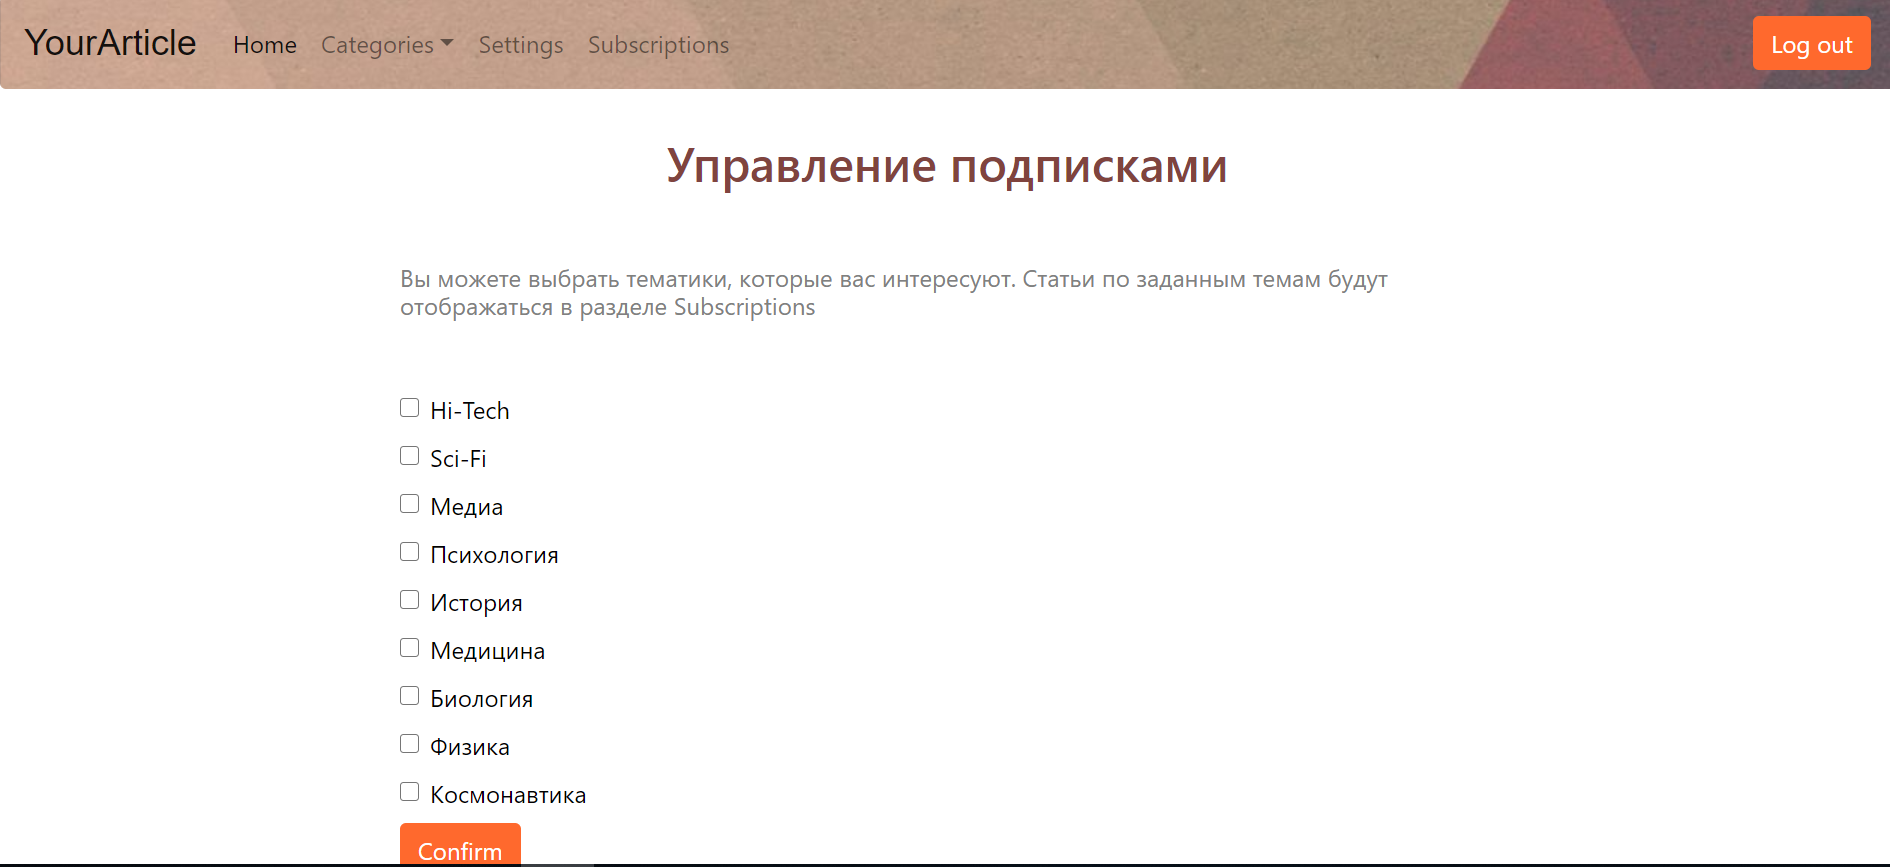 YourArticle Home Categories Settings Subscriptions Log out
Управление подписками
Вы можете выбрать тематики, которые вас интересуют. Статьи по заданным темам будут
отображаться в разделе Subscriptions
Hi-Tech
Sci-Fi
Медиа
Психология
История
Медицина
Биология
Физика
Космонавтика
Confirm